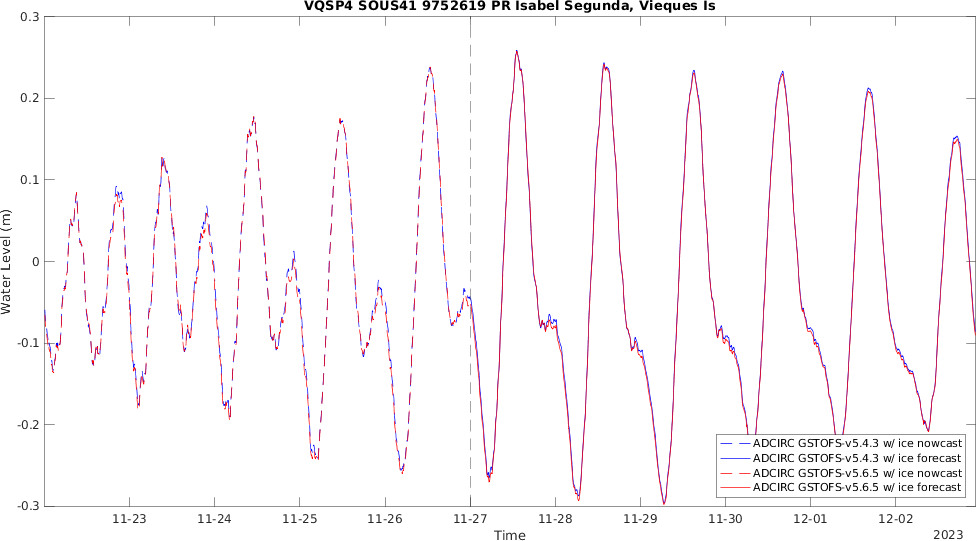 VQSP4 SOUS41 9752619 PR Isabel Segunda, Vieques Is
0.3
0.2
0.1
0
-0.1
-0.2
-0.3
Water Level (m)
ADCIRC GSTOFS-v5.4.3 w/ ice nowcast
ADCIRC GSTOFS-v5.4.3 w/ ice forecast
ADCIRC GSTOFS-v5.6.5 w/ ice nowcast
ADCIRC GSTOFS-v5.6.5 w/ ice forecast
11-23 11-24 11-25 11-26 11-27 11-28 11-29 11-30 12-01 12-02
Time
2023